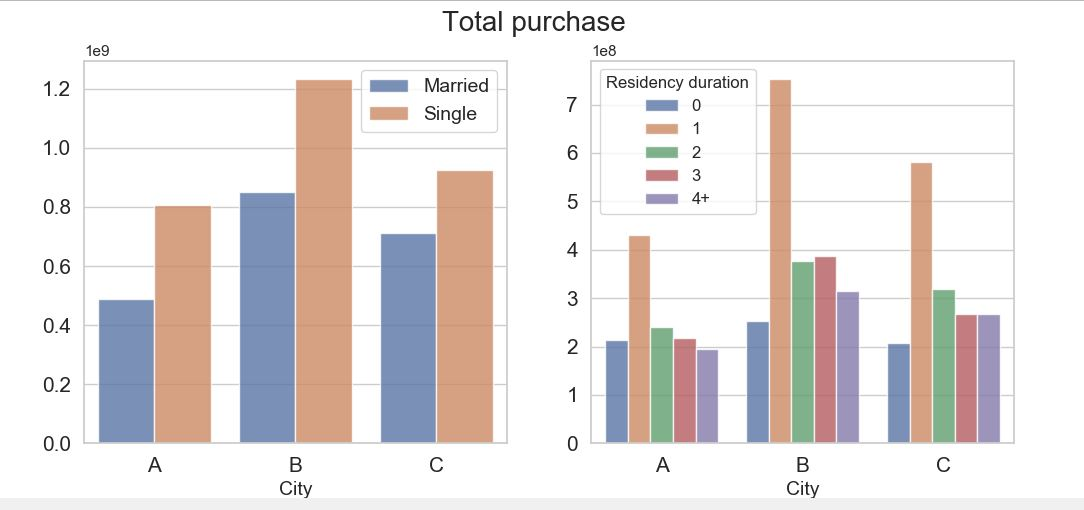 Total purchase
1e9
1.2
1.0
0.8
0.6
0.4
0.2
0.0
Married
Single
A B C
City
1e8
7
6
5
4
3
2
1
0
Residency duration
0
1
2
3
4+
A B C
City